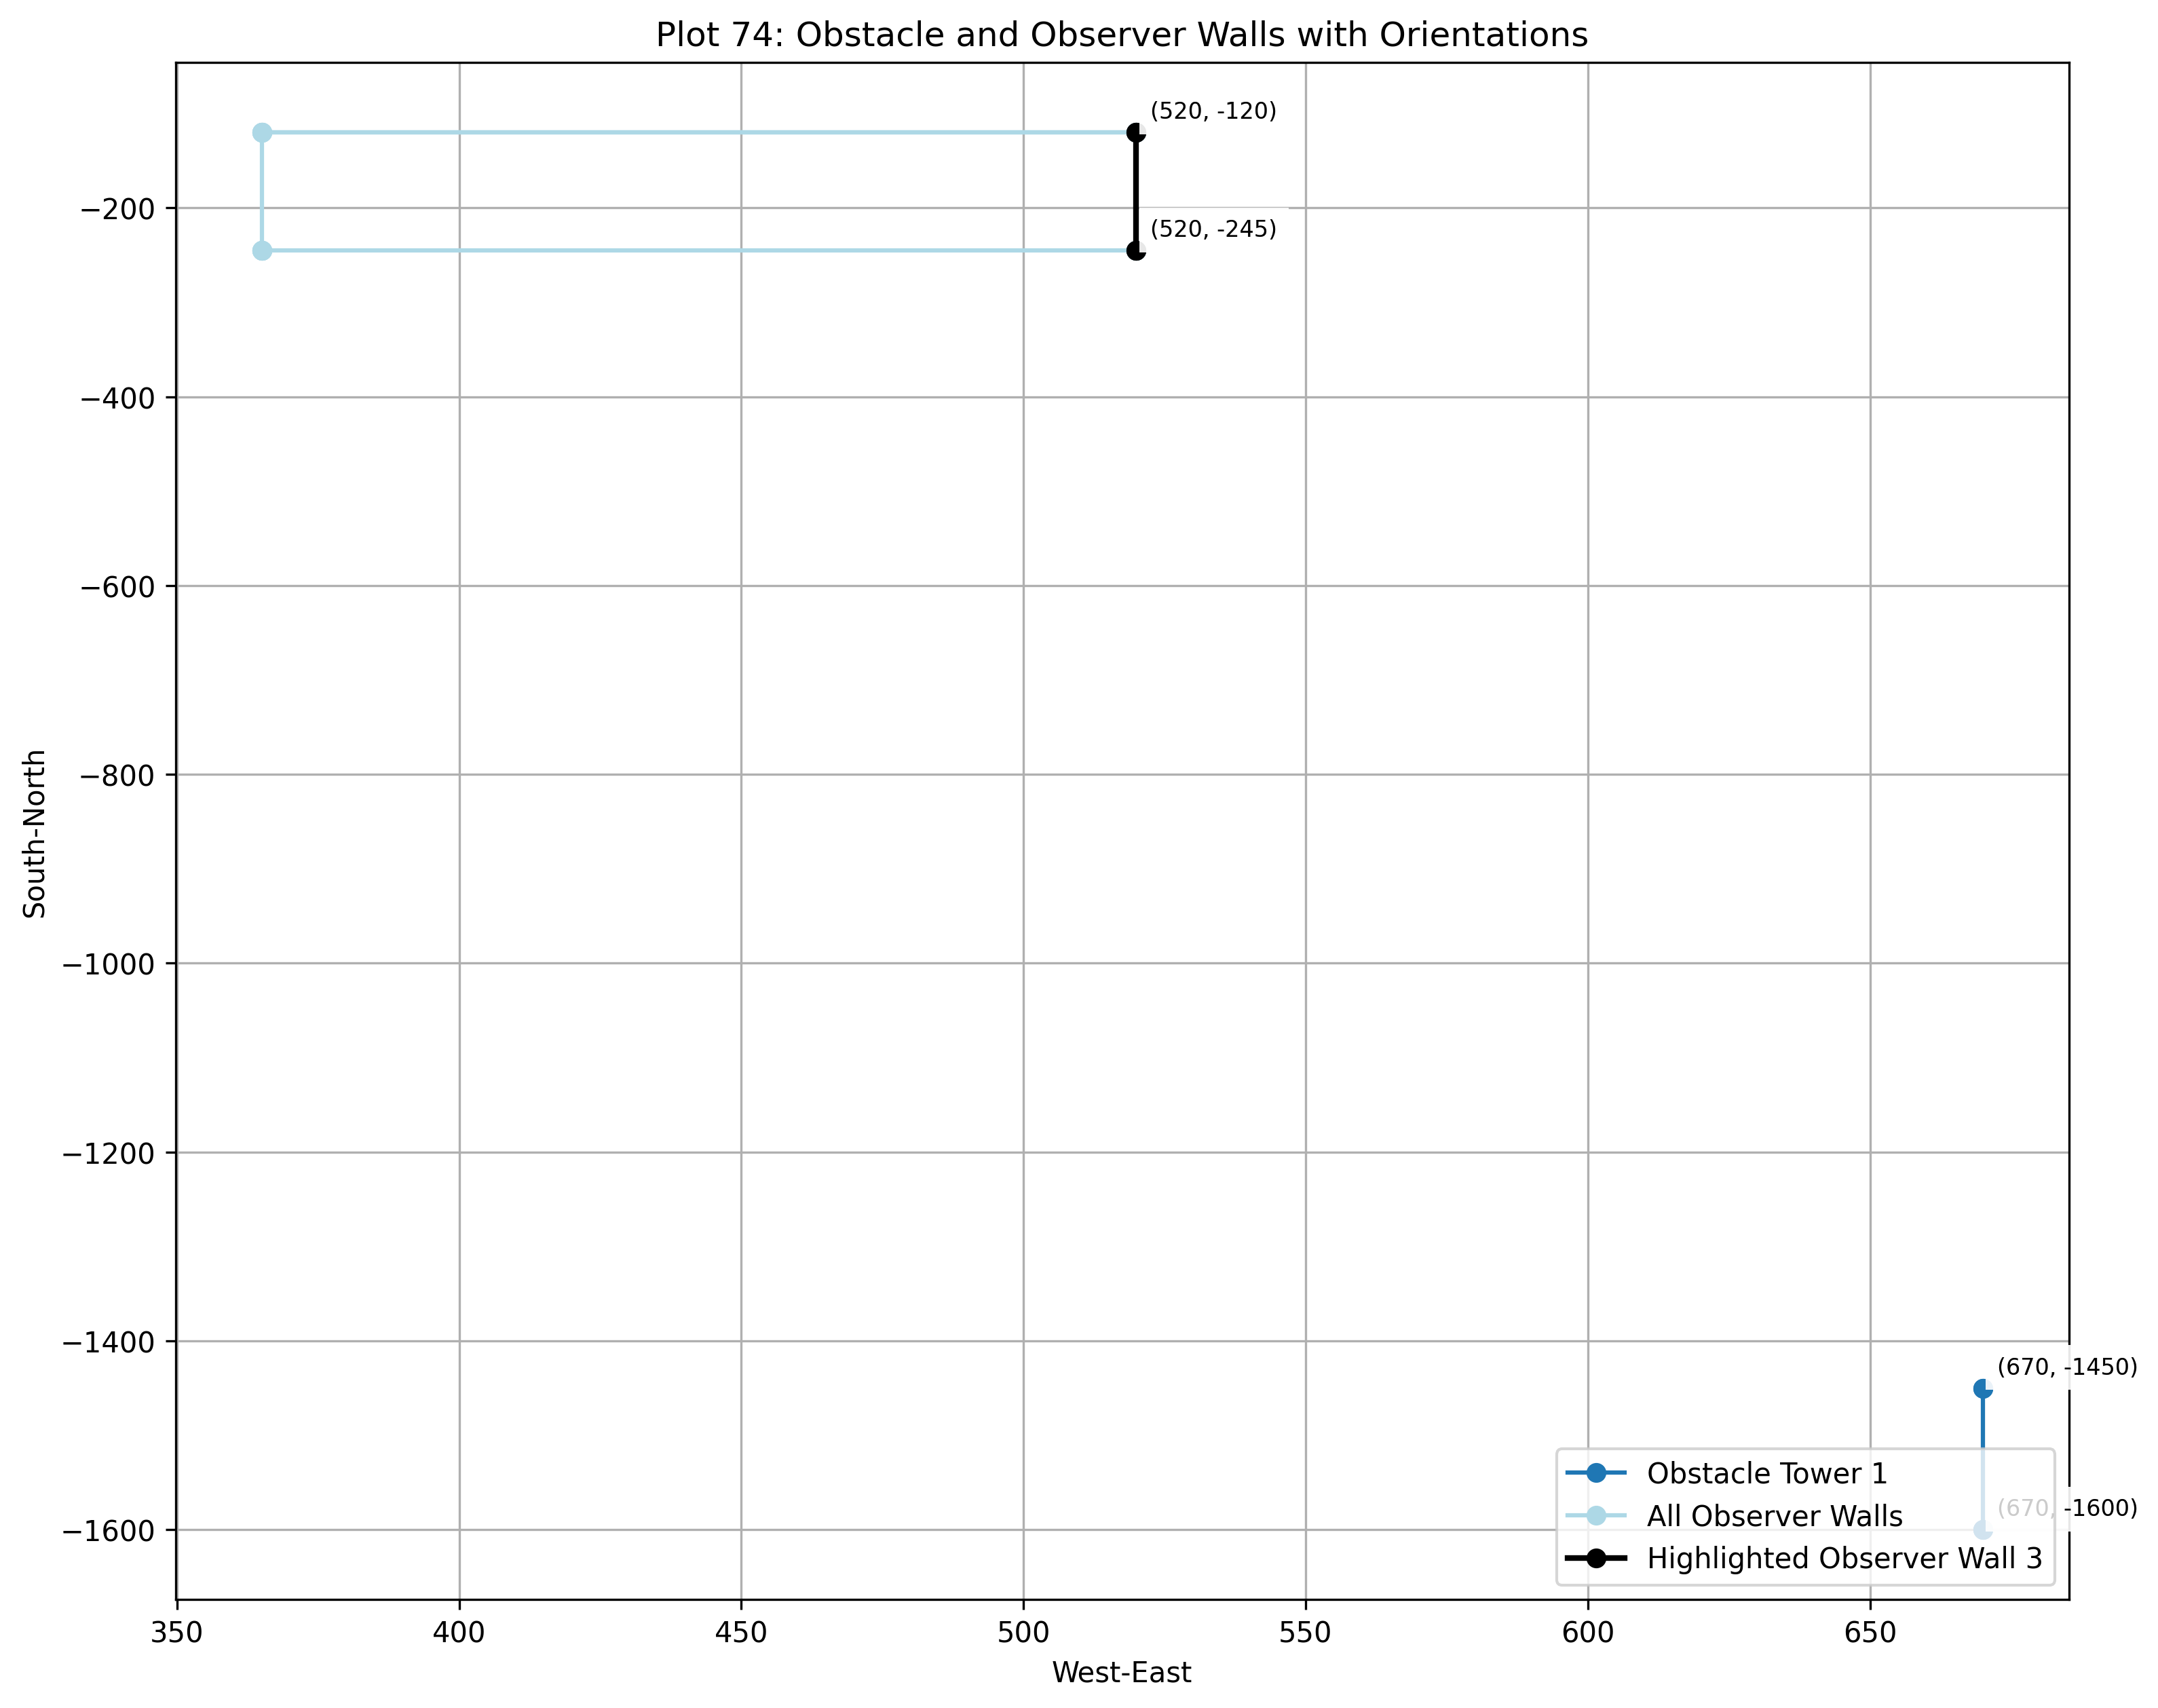 Plot 74: Obstacle and Observer Walls with Orientations
(520, -120)
−200
(520, -245)
−400
−600
−800
South-North
−1000
−1200
−1400
(670, -1450)
Obstacle Tower 1
(670, -1600)
All Observer Walls
−1600
Highlighted Observer Wall 3
350 400 450 500 550 600 650
West-East